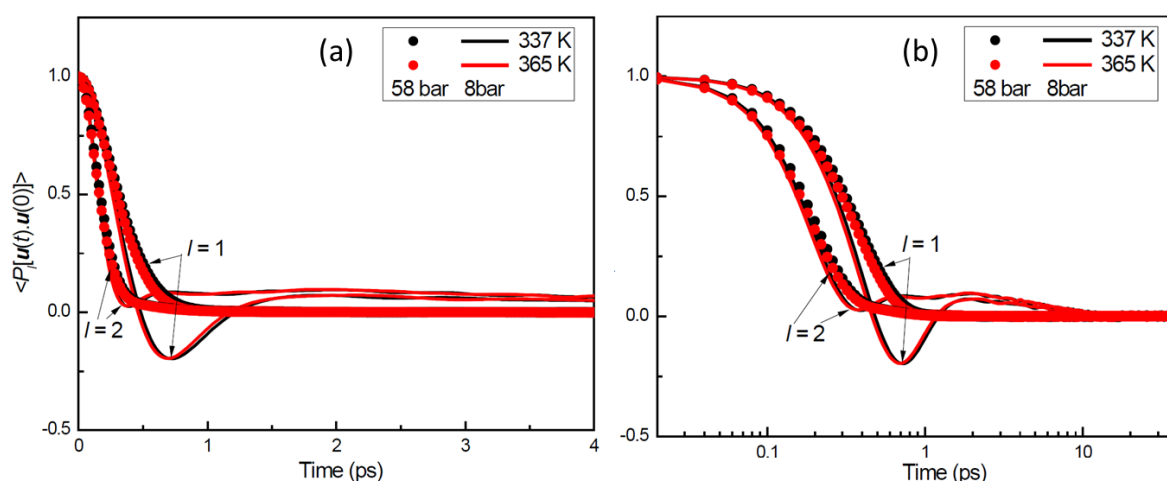 (a)
337 K
365 K
58 bar 8bar
1.0
0.5
0.0
-0.5
<P_l[u(t).u(0)]>
l = 1
l = 2
0 1 2 3 4
Time (ps)
(b)
337 K
365 K
58 bar 8bar
1.0
0.5
0.0
-0.5
l = 1
l = 2
0.1 1 10
Time (ps)